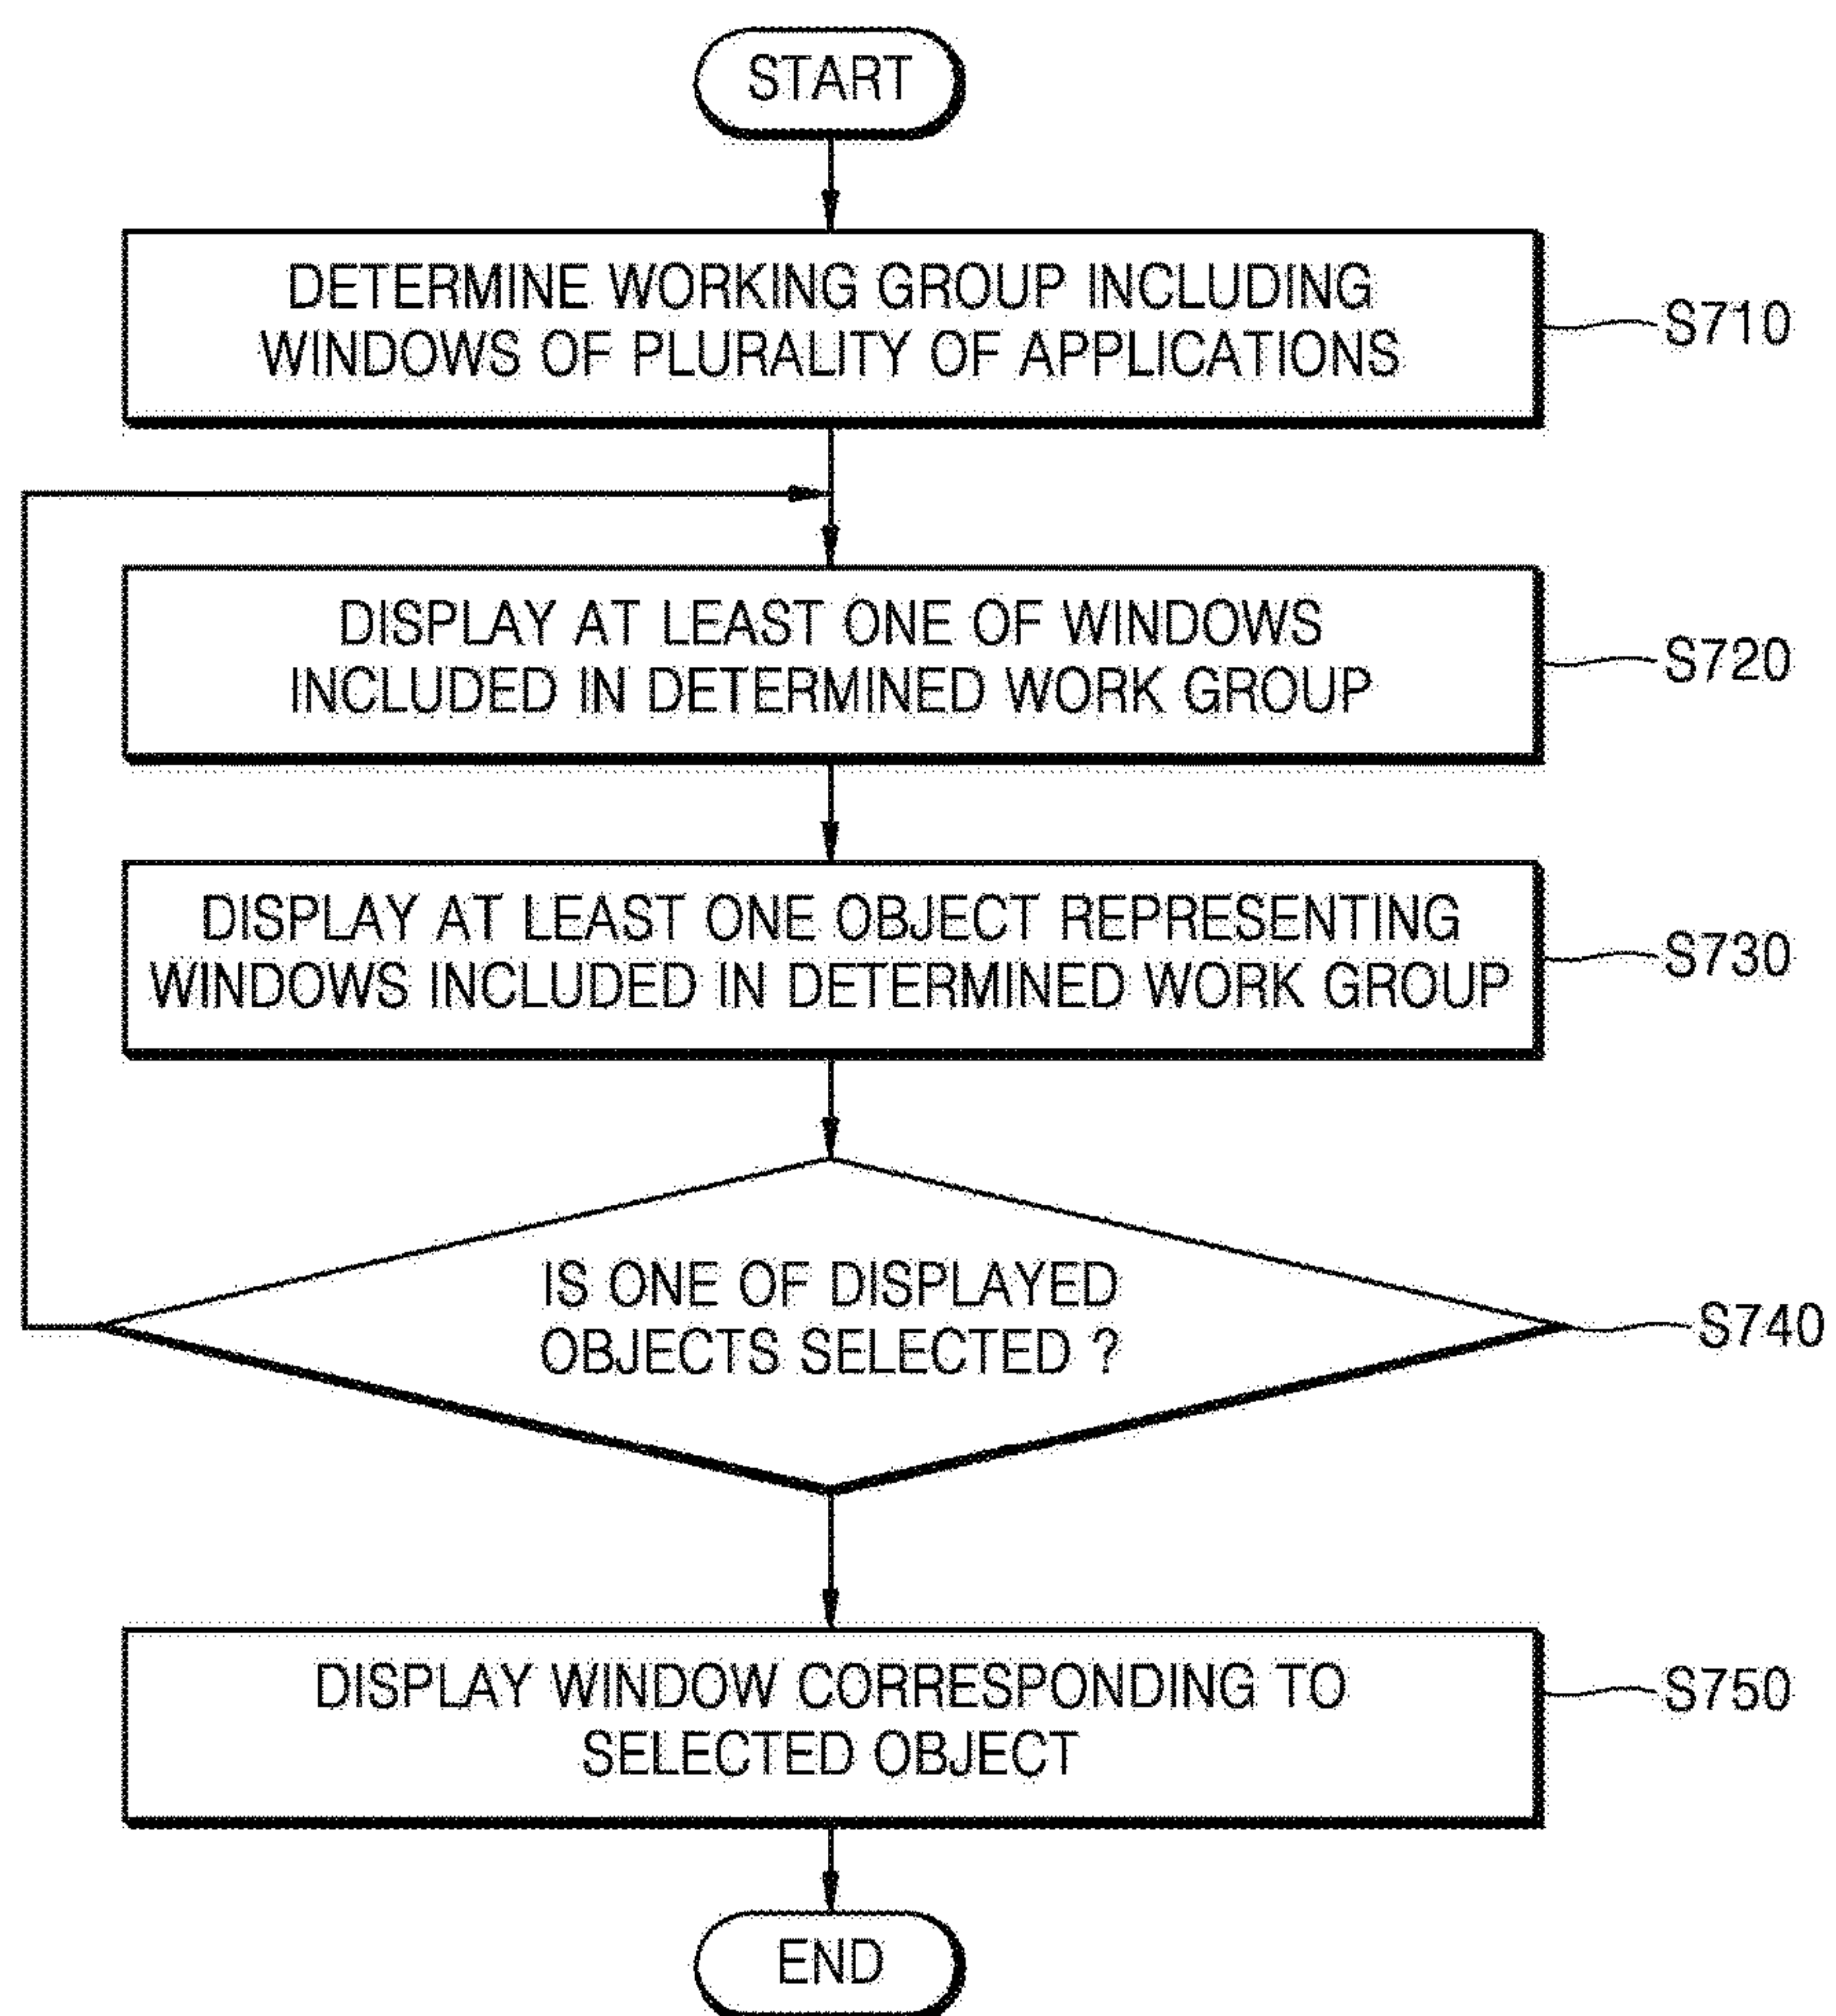 START
DETERMINE WORKING GROUP INCLUDING
WINDOWS OF PLURALITY OF APPLICATIONS
S710
DISPLAY AT LEAST ONE OF WINDOWS
INCLUDED IN DETERMINED WORK GROUP
S720
DISPLAY AT LEAST ONE OBJECT REPRESENTING
WINDOWS INCLUDED IN DETERMINED WORK GROUP
S730
IS ONE OF DISPLAYED
OBJECTS SELECTED ?
S740
DISPLAY WINDOW CORRESPONDING TO
SELECTED OBJECT
S750
END